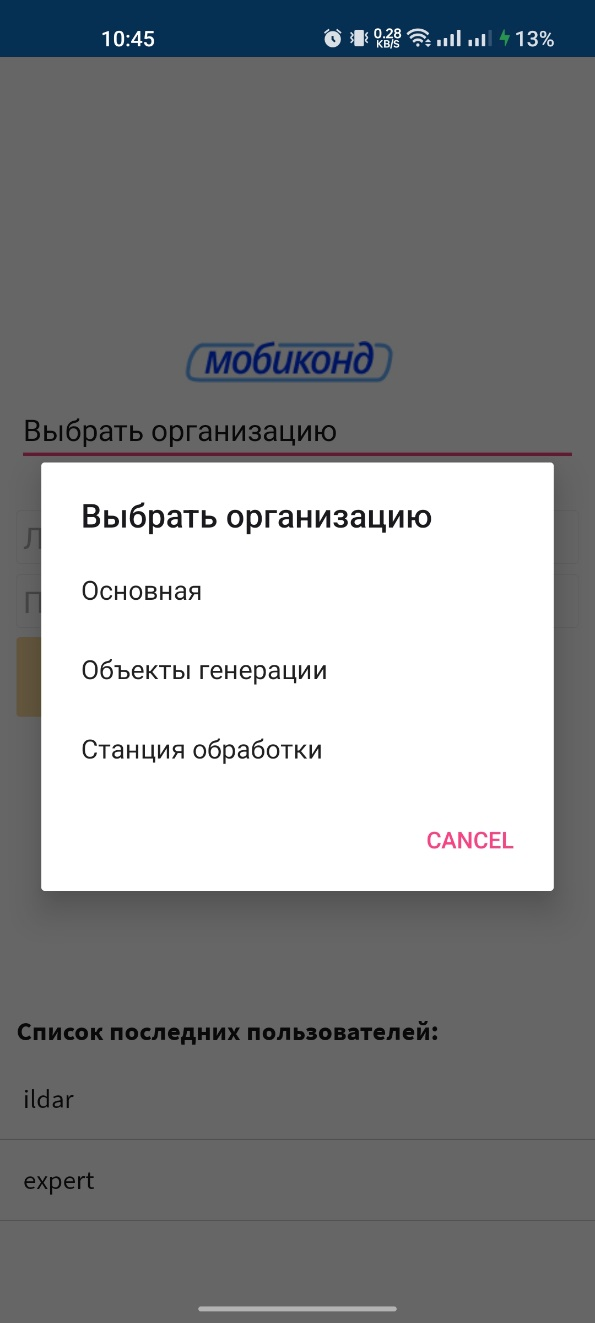 10:45 0.28 KB/S 13%
мобиконд
Выбрать организацию
Выбрать организацию
Л
П
Основная
Объекты генерации
Станция обработки
CANCEL
Список последних пользователей:
ildar
expert